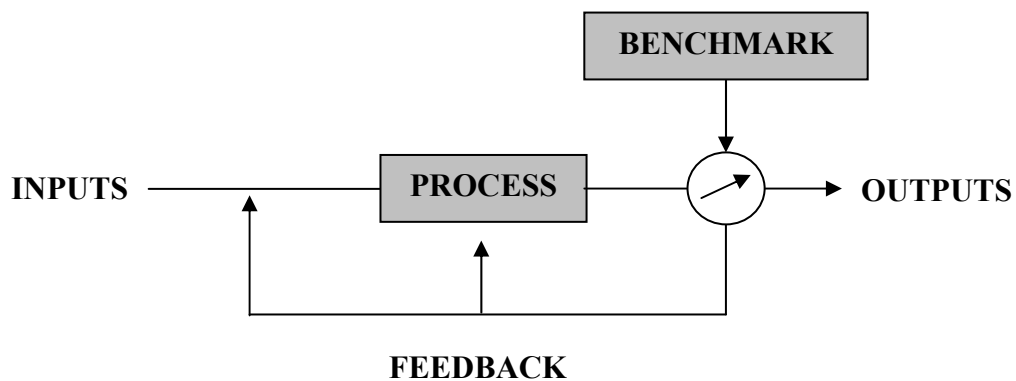 BENCHMARK
INPUTS
PROCESS
OUTPUTS
FEEDBACK